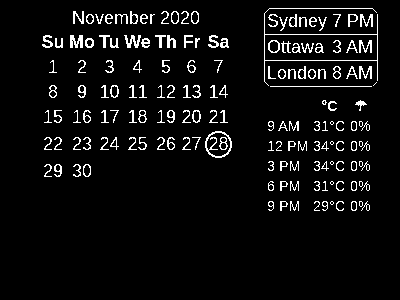 November 2020
Su Mo Tu We Th Fr Sa
1 2 3 4 5 6 7
8 9 10 11 12 13 14
15 16 17 18 19 20 21
22 23 24 25 26 27 28
29 30
Sydney 7 PM
Ottawa 3 AM
London 8 AM
°C ☂
9 AM 31°C 0%
12 PM 34°C 0%
3 PM 34°C 0%
6 PM 31°C 0%
9 PM 29°C 0%